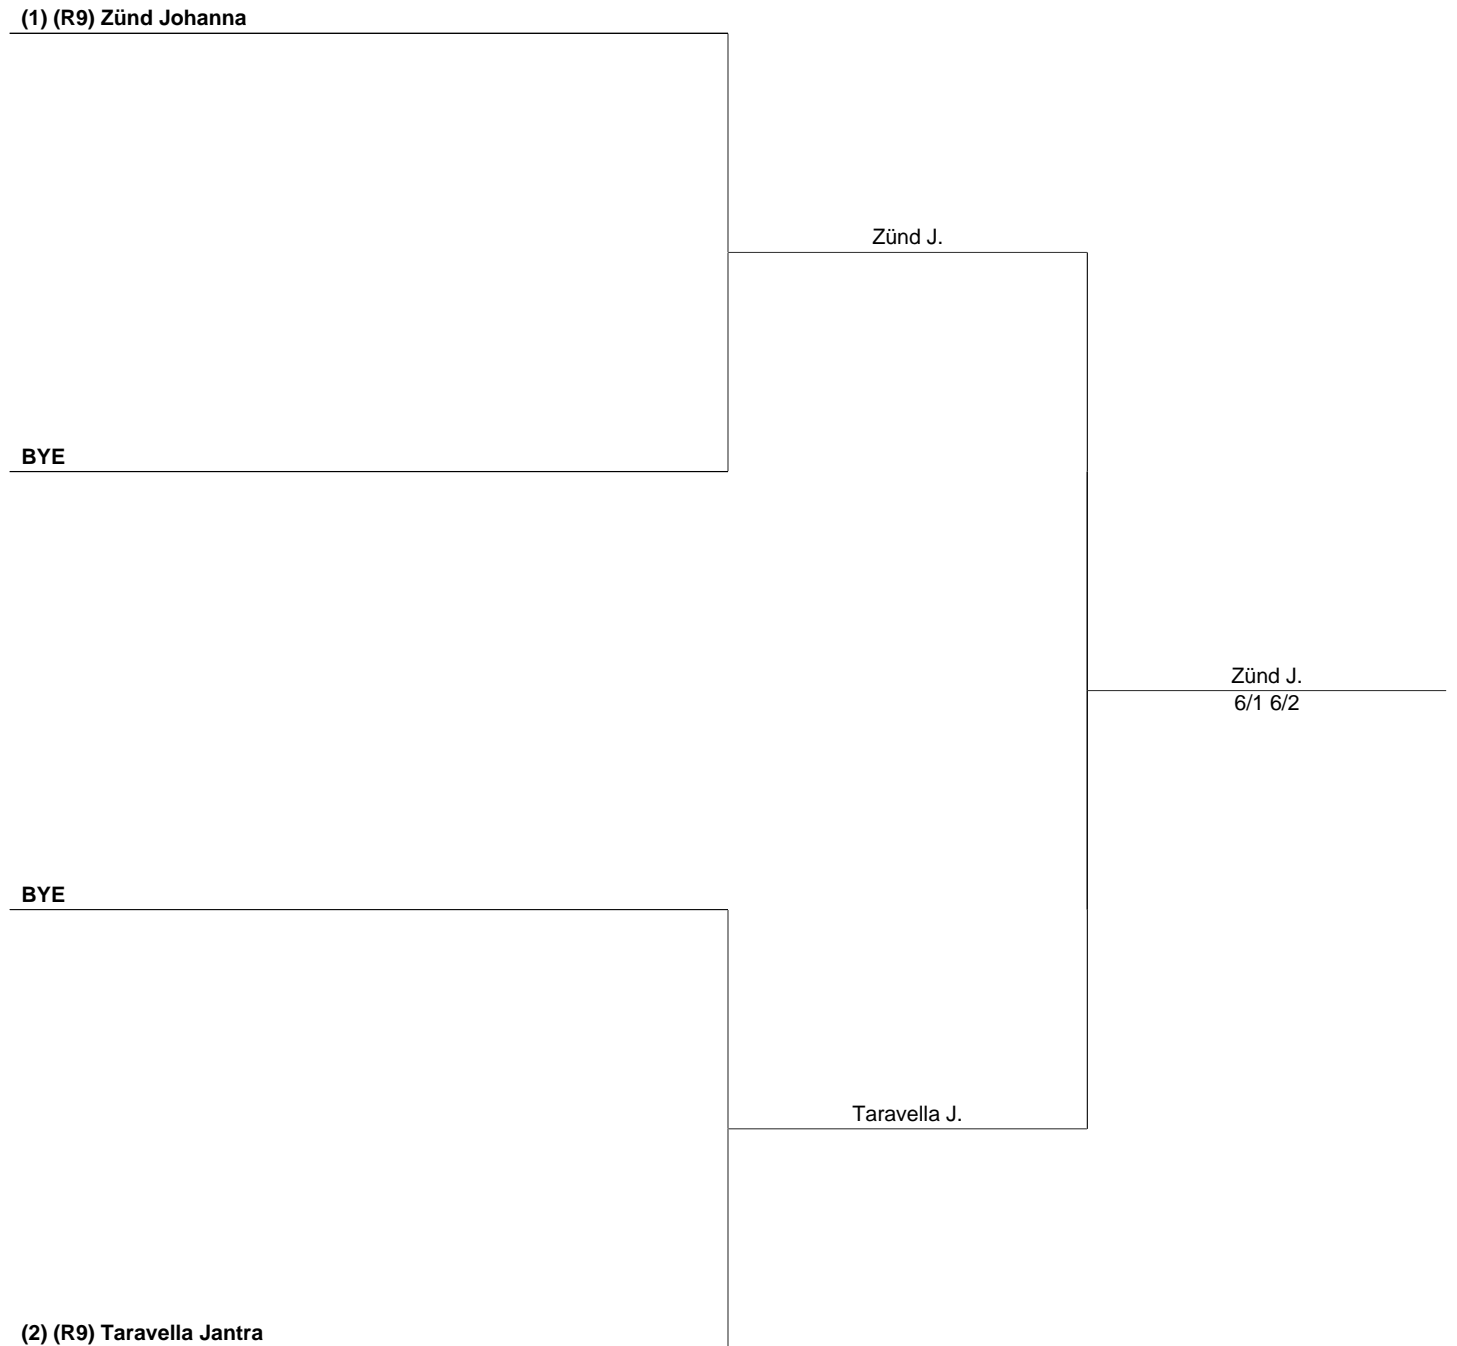 (1) (R9) Zünd Johanna
Zünd J.
BYE
Zünd J.
6/1 6/2
BYE
Taravella J.
(2) (R9) Taravella Jantra